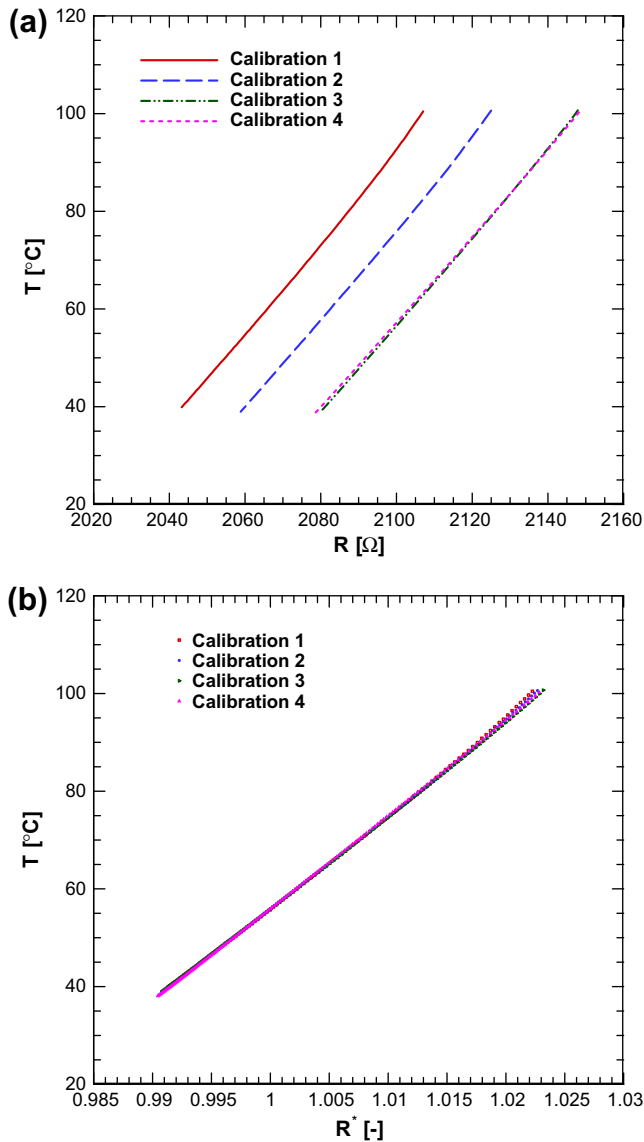 (a)
120
100
80
60
40
20
T [°C]
Calibration 1
Calibration 2
Calibration 3
Calibration 4
2020 2040 2060 2080 2100 2120 2140 2160
R [Ω]
(b)
120
100
80
60
40
20
T [°C]
Calibration 1
Calibration 2
Calibration 3
Calibration 4
0.985 0.99 0.995 1 1.005 1.01 1.015 1.02 1.025 1.03
R* [-]